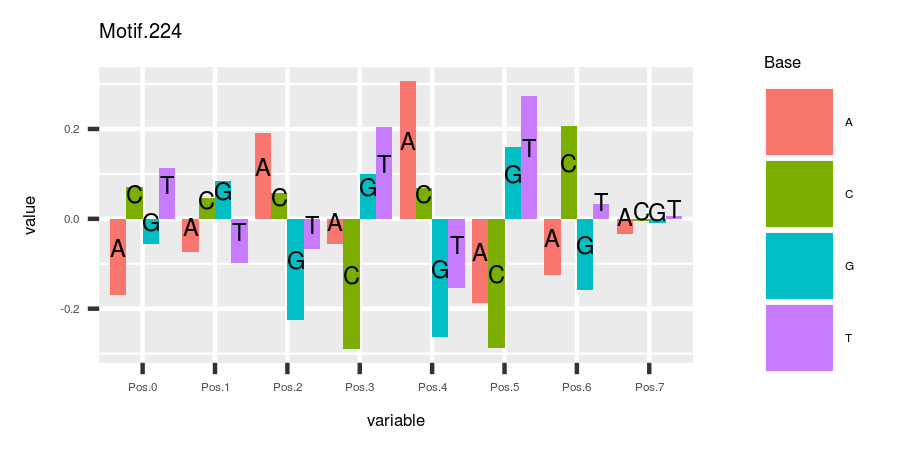 Motif.224
value
0.2
0.0
-0.2
A C G T
A C G T
A C G T
A C G T
A C G T
A C G T
A C G T
A C G T
Pos.0 Pos.1 Pos.2 Pos.3 Pos.4 Pos.5 Pos.6 Pos.7
variable
Base
A
C
G
T